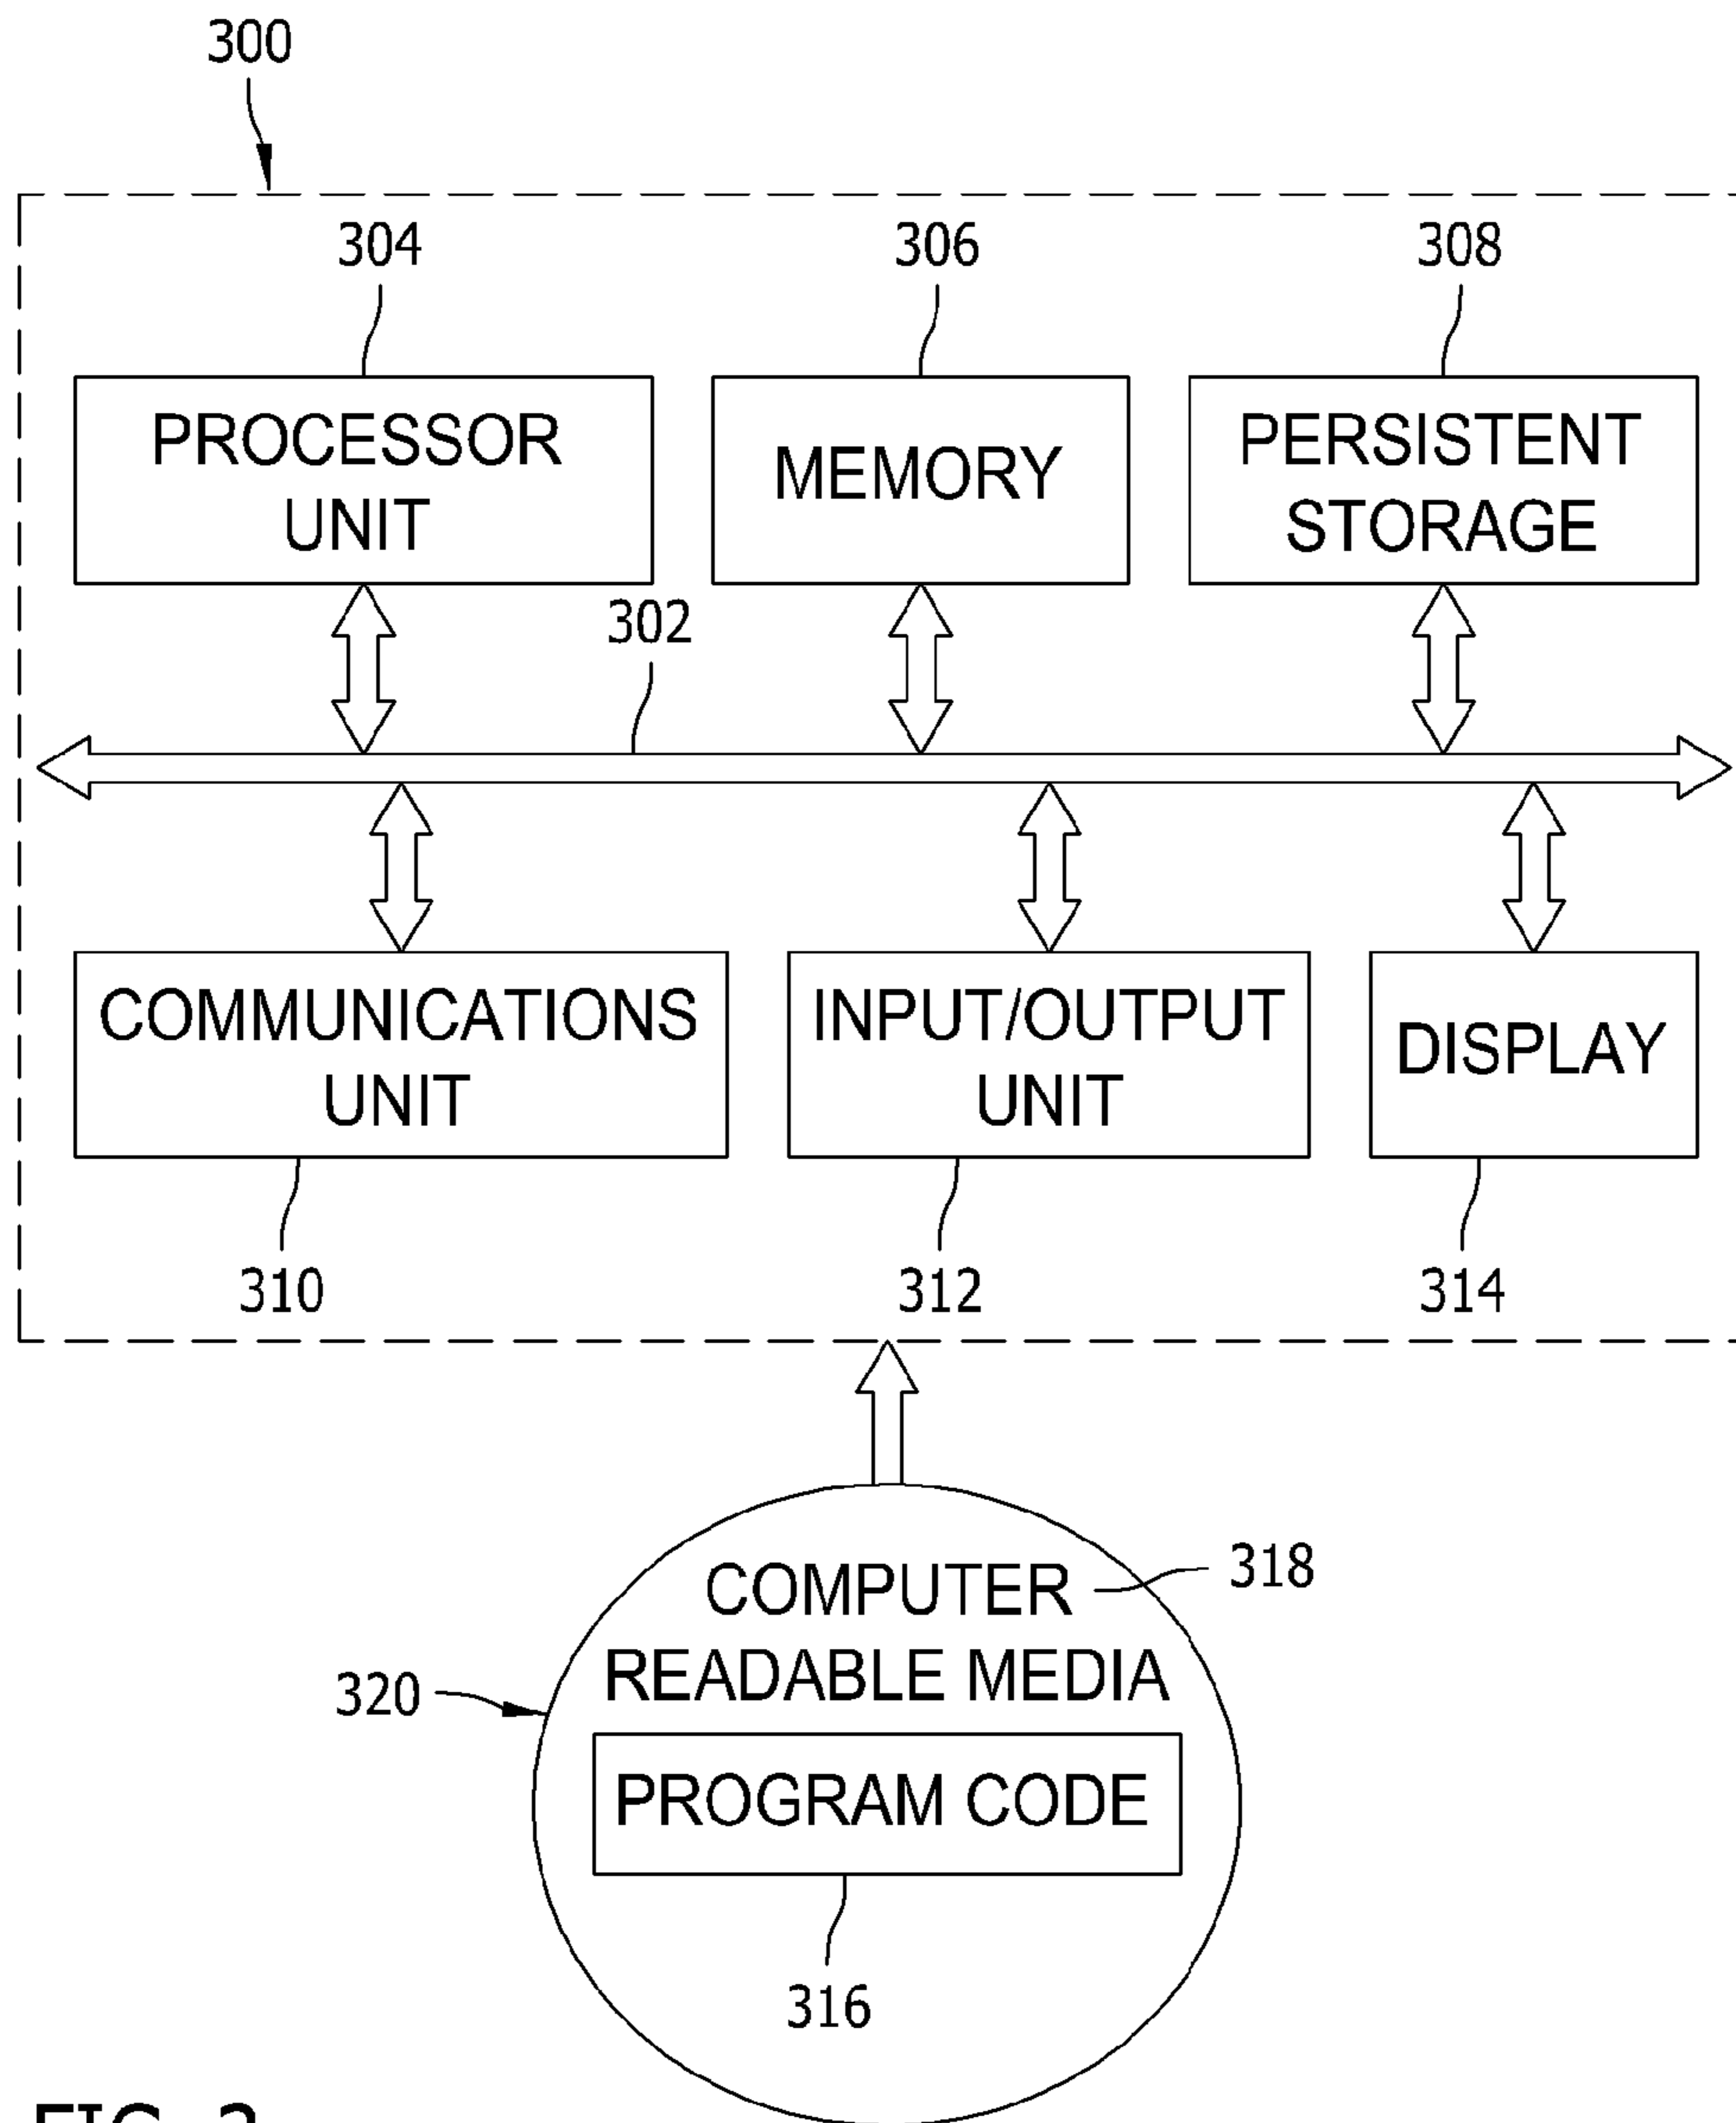 300
304
306
308
PROCESSOR
UNIT
MEMORY
PERSISTENT
STORAGE
302
COMMUNICATIONS
UNIT
INPUT/OUTPUT
UNIT
DISPLAY
310
312
314
COMPUTER
READABLE MEDIA
318
320
PROGRAM CODE
316
FIG.